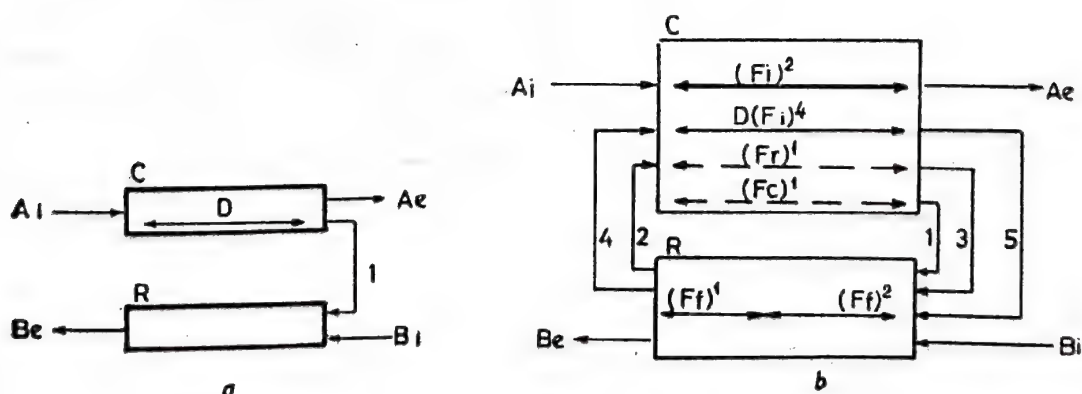 C
Ai
D
Ae
1
R
Be
Bi
a
C
Ai
(Fi)²
Ae
D(Fi)⁴
(Fr)¹
(Fc)¹
4
2
R
1
3
5
(Ff)¹
(Ff)²
Be
Bi
b